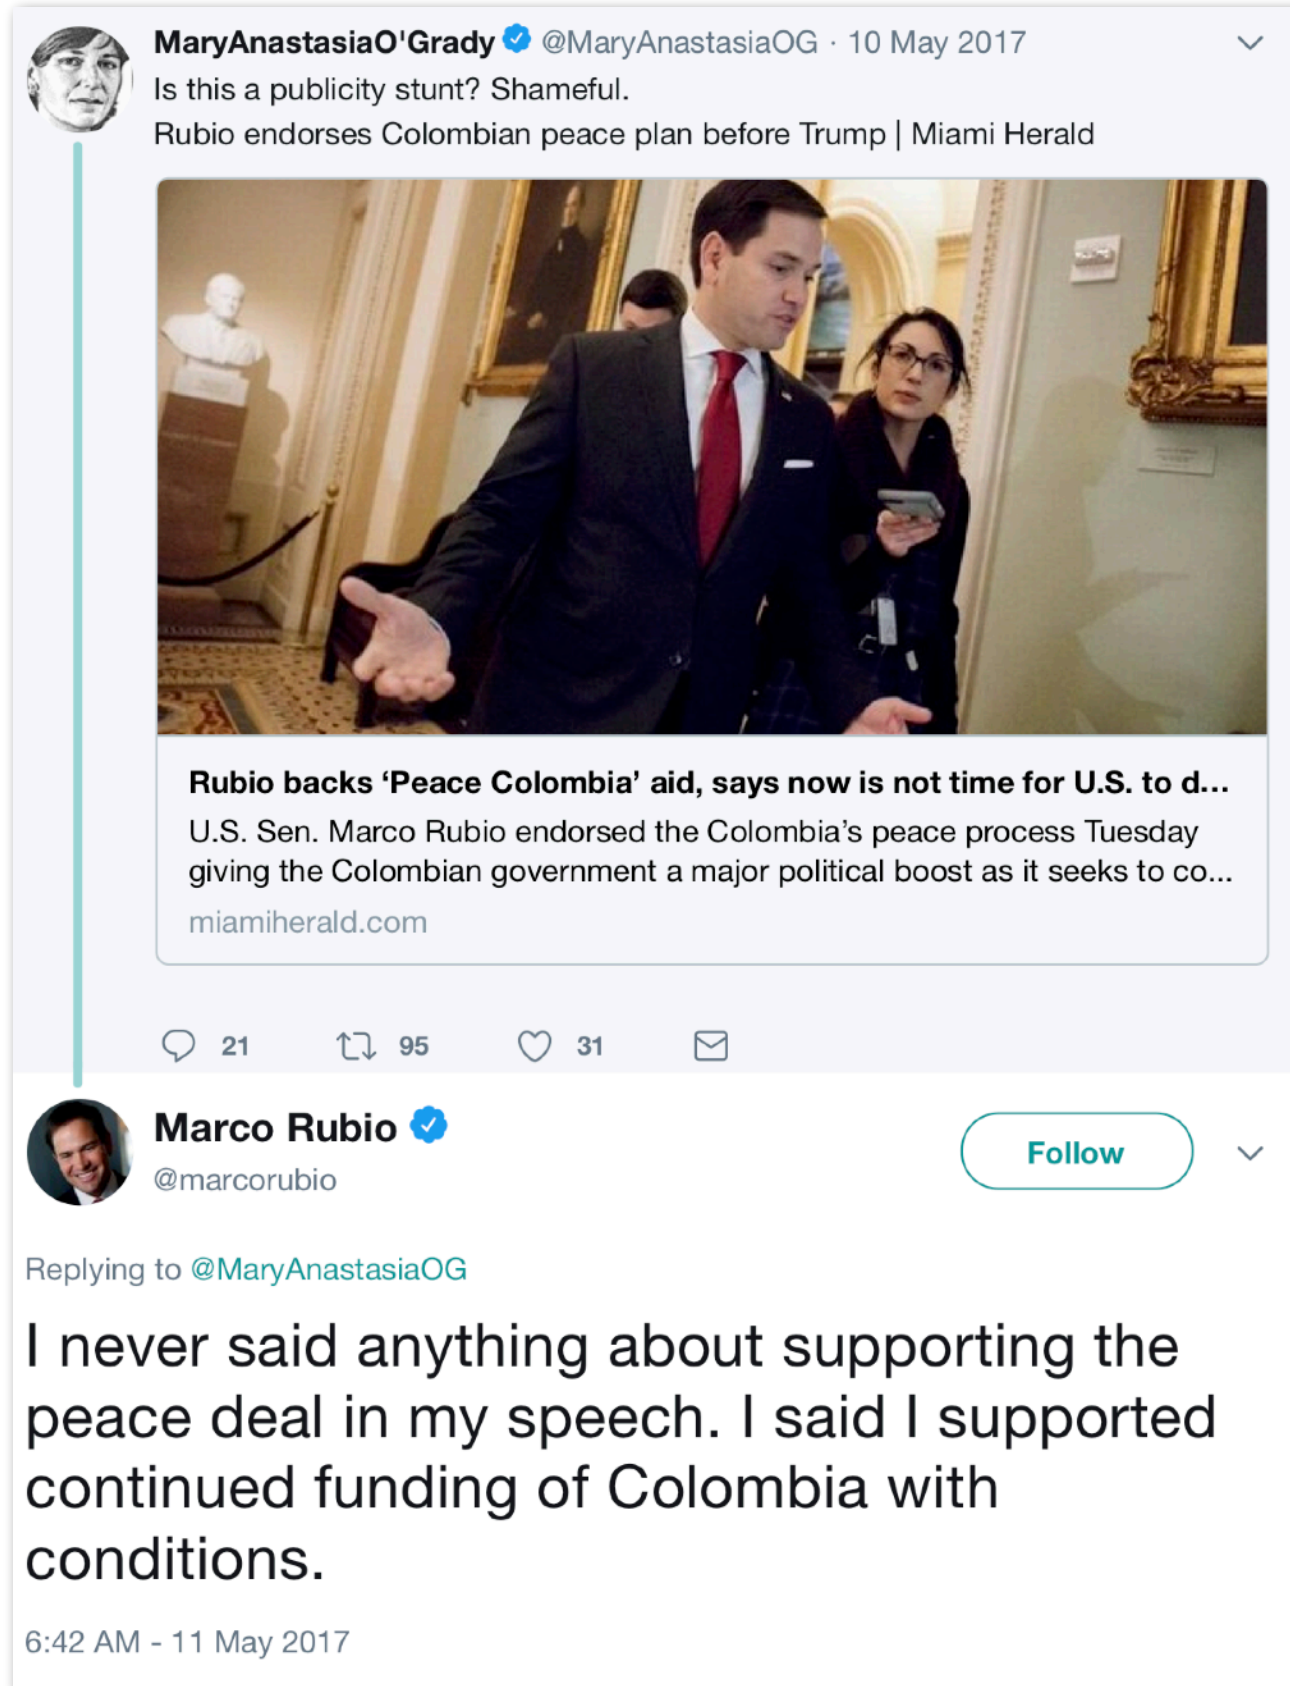 MaryAnastasiaO'Grady @MaryAnastasiaOG · 10 May 2017
Is this a publicity stunt? Shameful.
Rubio endorses Colombian peace plan before Trump | Miami Herald
Rubio backs ‘Peace Colombia’ aid, says now is not time for U.S. to d...
U.S. Sen. Marco Rubio endorsed the Colombia’s peace process Tuesday
giving the Colombian government a major political boost as it seeks to co...
miamiherald.com
21 95 31
Marco Rubio
Follow
@marcorubio
Replying to @MaryAnastasiaOG
I never said anything about supporting the
peace deal in my speech. I said I supported
continued funding of Colombia with
conditions.
6:42 AM - 11 May 2017